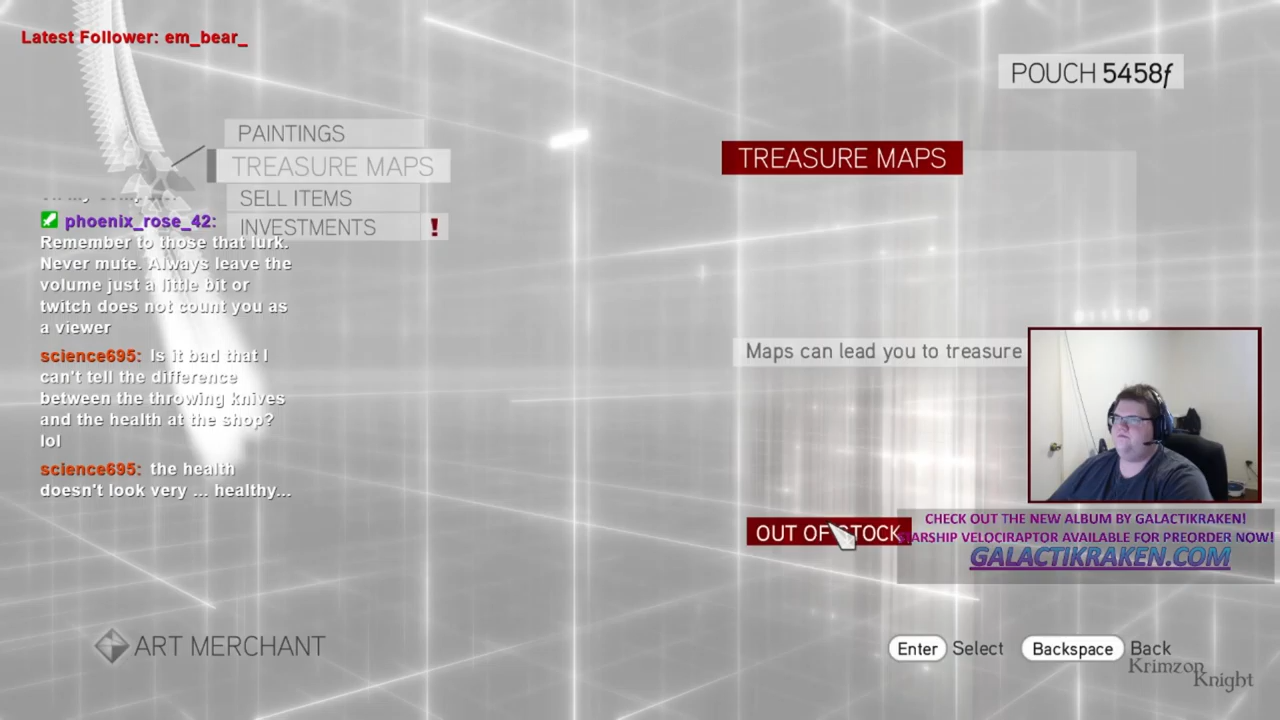 Latest Follower: em_bear_
POUCH 5458f
PAINTINGS
TREASURE MAPS
SELL ITEMS
INVESTMENTS !
TREASURE MAPS
phoenix_rose_42:
Remember to those that lurk.
Never mute. Always leave the
volume just a little bit or
twitch does not count you as
a viewer
science695: Is it bad that I
can't tell the difference
between the throwing knives
and the health at the shop?
lol
science695: the health
doesn't look very ... healthy...
Maps can lead you to treasure
OUT OF STOCK
CHECK OUT THE NEW ALBUM BY GALACTIKRAKEN!
STARSHIP VELOCIRAPTOR AVAILABLE FOR PREORDER NOW!
GALACTIKRAKEN.COM
ART MERCHANT
Enter Select Backspace Back
Krimzon
Knight